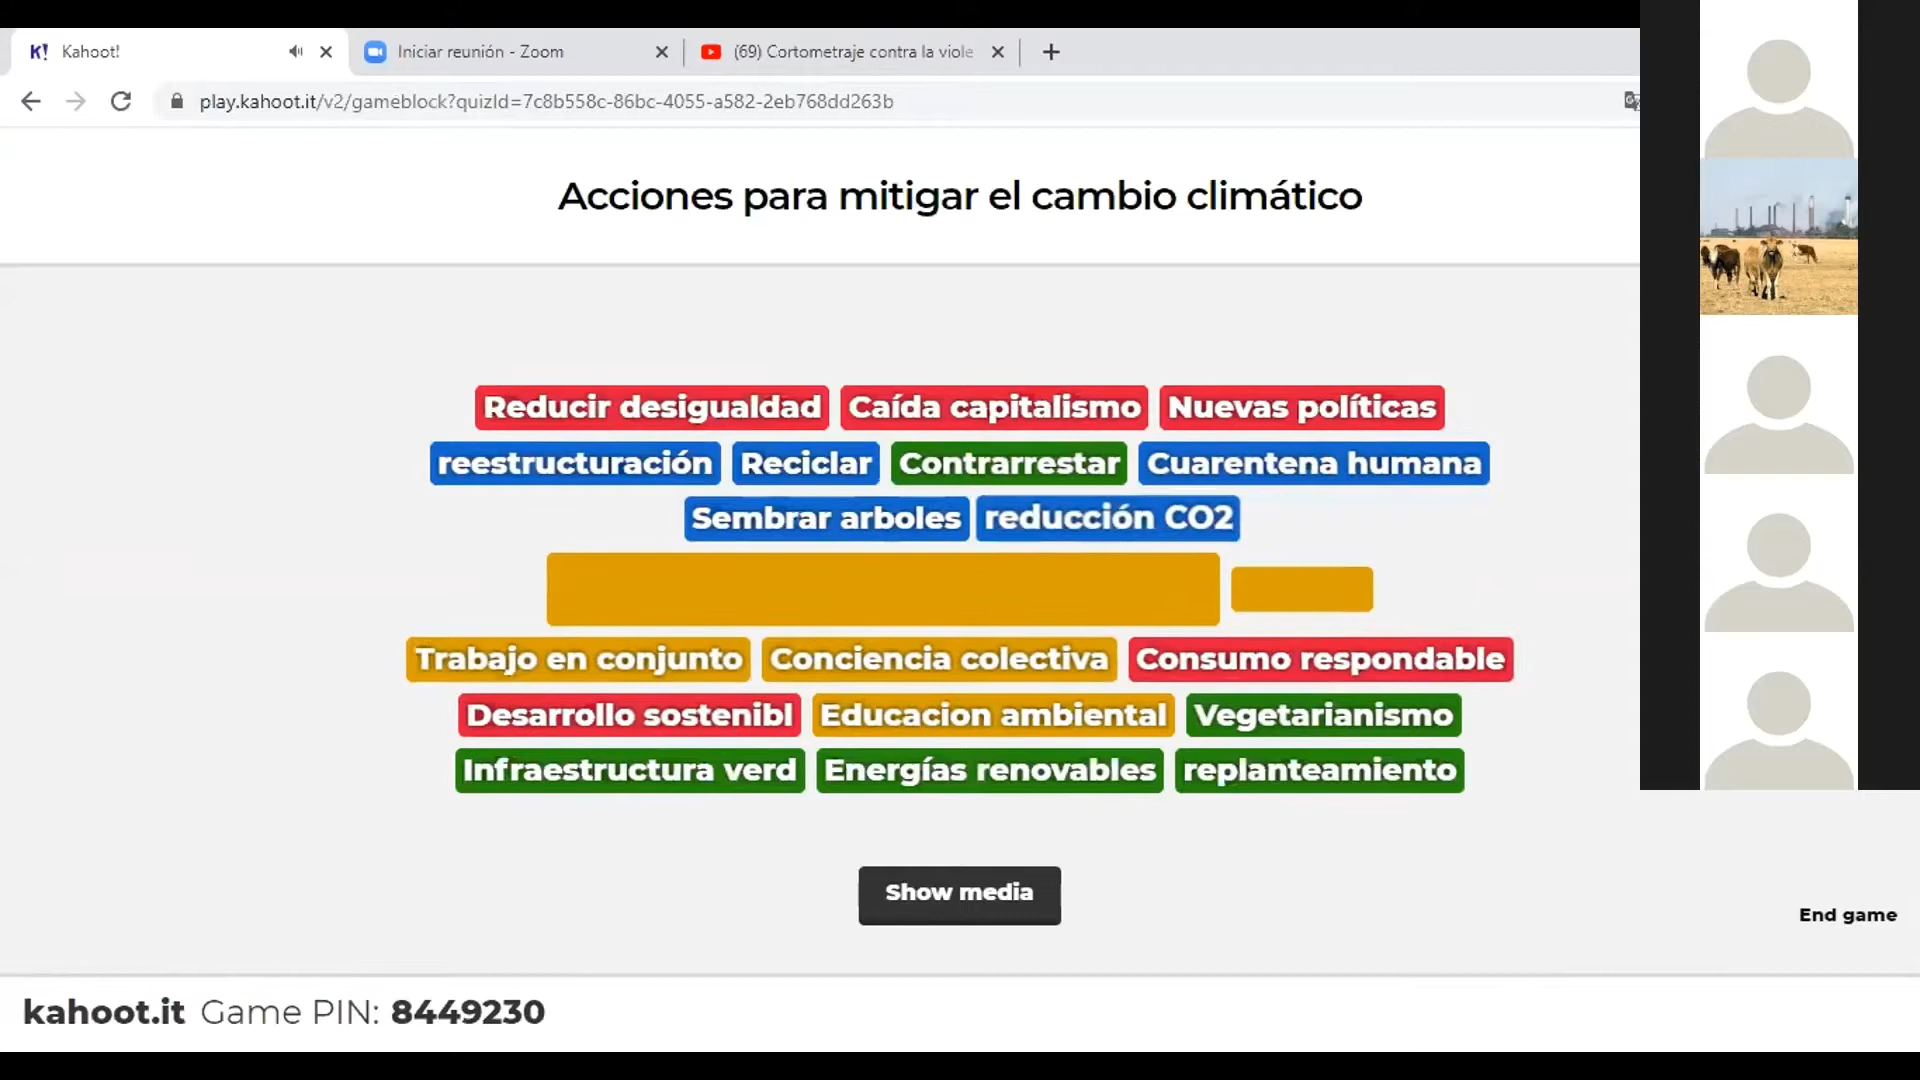 Kahoot!
Iniciar reunión - Zoom
(69) Cortometraje contra la viole
play.kahoot.it/v2/gameblock?quizId=7c8b558c-86bc-4055-a582-2eb768dd263b
Acciones para mitigar el cambio climático
Reducir desigualdad Caída capitalismo Nuevas políticas
reestructuración Reciclar Contrarrestar Cuarentena humana
Sembrar arboles reducción CO2
Trabajo en conjunto Conciencia colectiva Consumo respondable
Desarrollo sostenibl Educacion ambiental Vegetarianismo
Infraestructura verd Energías renovables replanteamiento
Show media
End game
kahoot.it Game PIN: 8449230